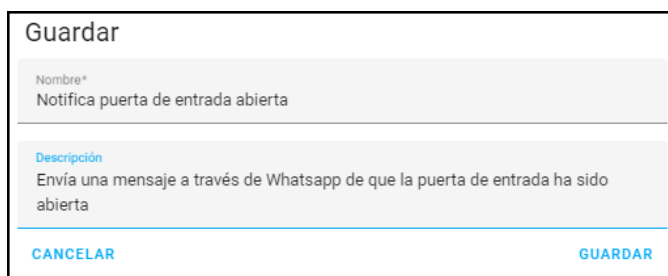 Guardar
Nombre*
Notifica puerta de entrada abierta
Descripción
Envía una mensaje a través de Whatsapp de que la puerta de entrada ha sido
abierta
CANCELAR GUARDAR